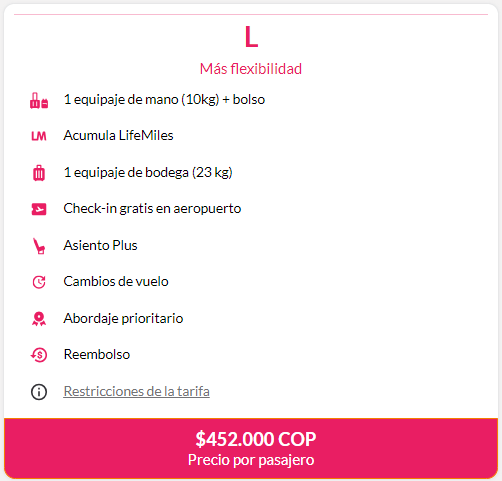 L
Más flexibilidad
1 equipaje de mano (10kg) + bolso
LM Acumula LifeMiles
1 equipaje de bodega (23 kg)
Check-in gratis en aeropuerto
Asiento Plus
Cambios de vuelo
Abordaje prioritario
Reembolso
Restricciones de la tarifa
$452.000 COP
Precio por pasajero